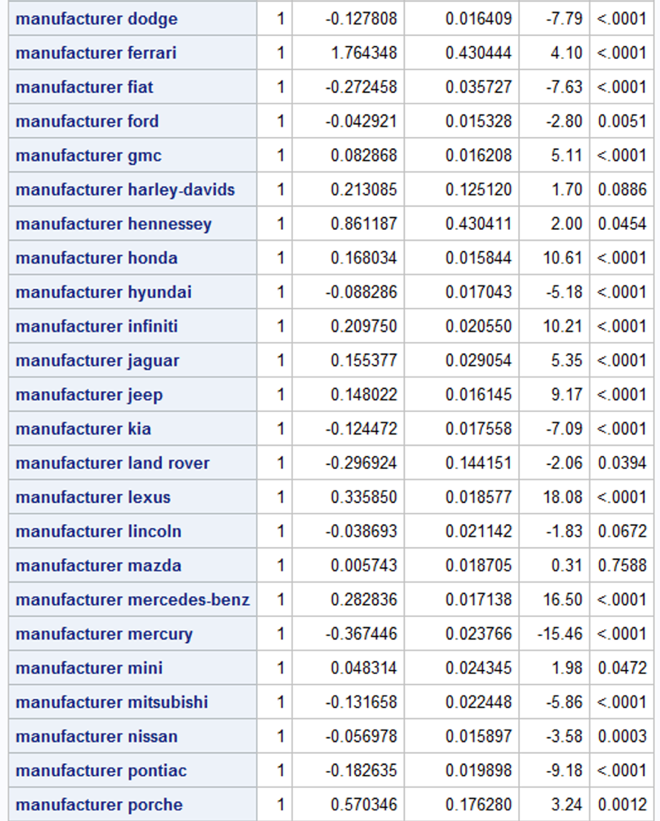 manufacturer dodge 1 -0.127808 0.016409 -7.79 <.0001
manufacturer ferrari 1 1.764348 0.430444 4.10 <.0001
manufacturer fiat 1 -0.272458 0.035727 -7.63 <.0001
manufacturer ford 1 -0.042921 0.015328 -2.80 0.0051
manufacturer gmc 1 0.082868 0.016208 5.11 <.0001
manufacturer harley-davids 1 0.213085 0.125120 1.70 0.0886
manufacturer hennessey 1 0.861187 0.430411 2.00 0.0454
manufacturer honda 1 0.168034 0.015844 10.61 <.0001
manufacturer hyundai 1 -0.088286 0.017043 -5.18 <.0001
manufacturer infiniti 1 0.209750 0.020550 10.21 <.0001
manufacturer jaguar 1 0.155377 0.029054 5.35 <.0001
manufacturer jeep 1 0.148022 0.016145 9.17 <.0001
manufacturer kia 1 -0.124472 0.017558 -7.09 <.0001
manufacturer land rover 1 -0.296924 0.144151 -2.06 0.0394
manufacturer lexus 1 0.335850 0.018577 18.08 <.0001
manufacturer lincoln 1 -0.038693 0.021142 -1.83 0.0672
manufacturer mazda 1 0.005743 0.018705 0.31 0.7588
manufacturer mercedes-benz 1 0.282836 0.017138 16.50 <.0001
manufacturer mercury 1 -0.367446 0.023766 -15.46 <.0001
manufacturer mini 1 0.048314 0.024345 1.98 0.0472
manufacturer mitsubishi 1 -0.131658 0.022448 -5.86 <.0001
manufacturer nissan 1 -0.056978 0.015897 -3.58 0.0003
manufacturer pontiac 1 -0.182635 0.019898 -9.18 <.0001
manufacturer porche 1 0.570346 0.176280 3.24 0.0012